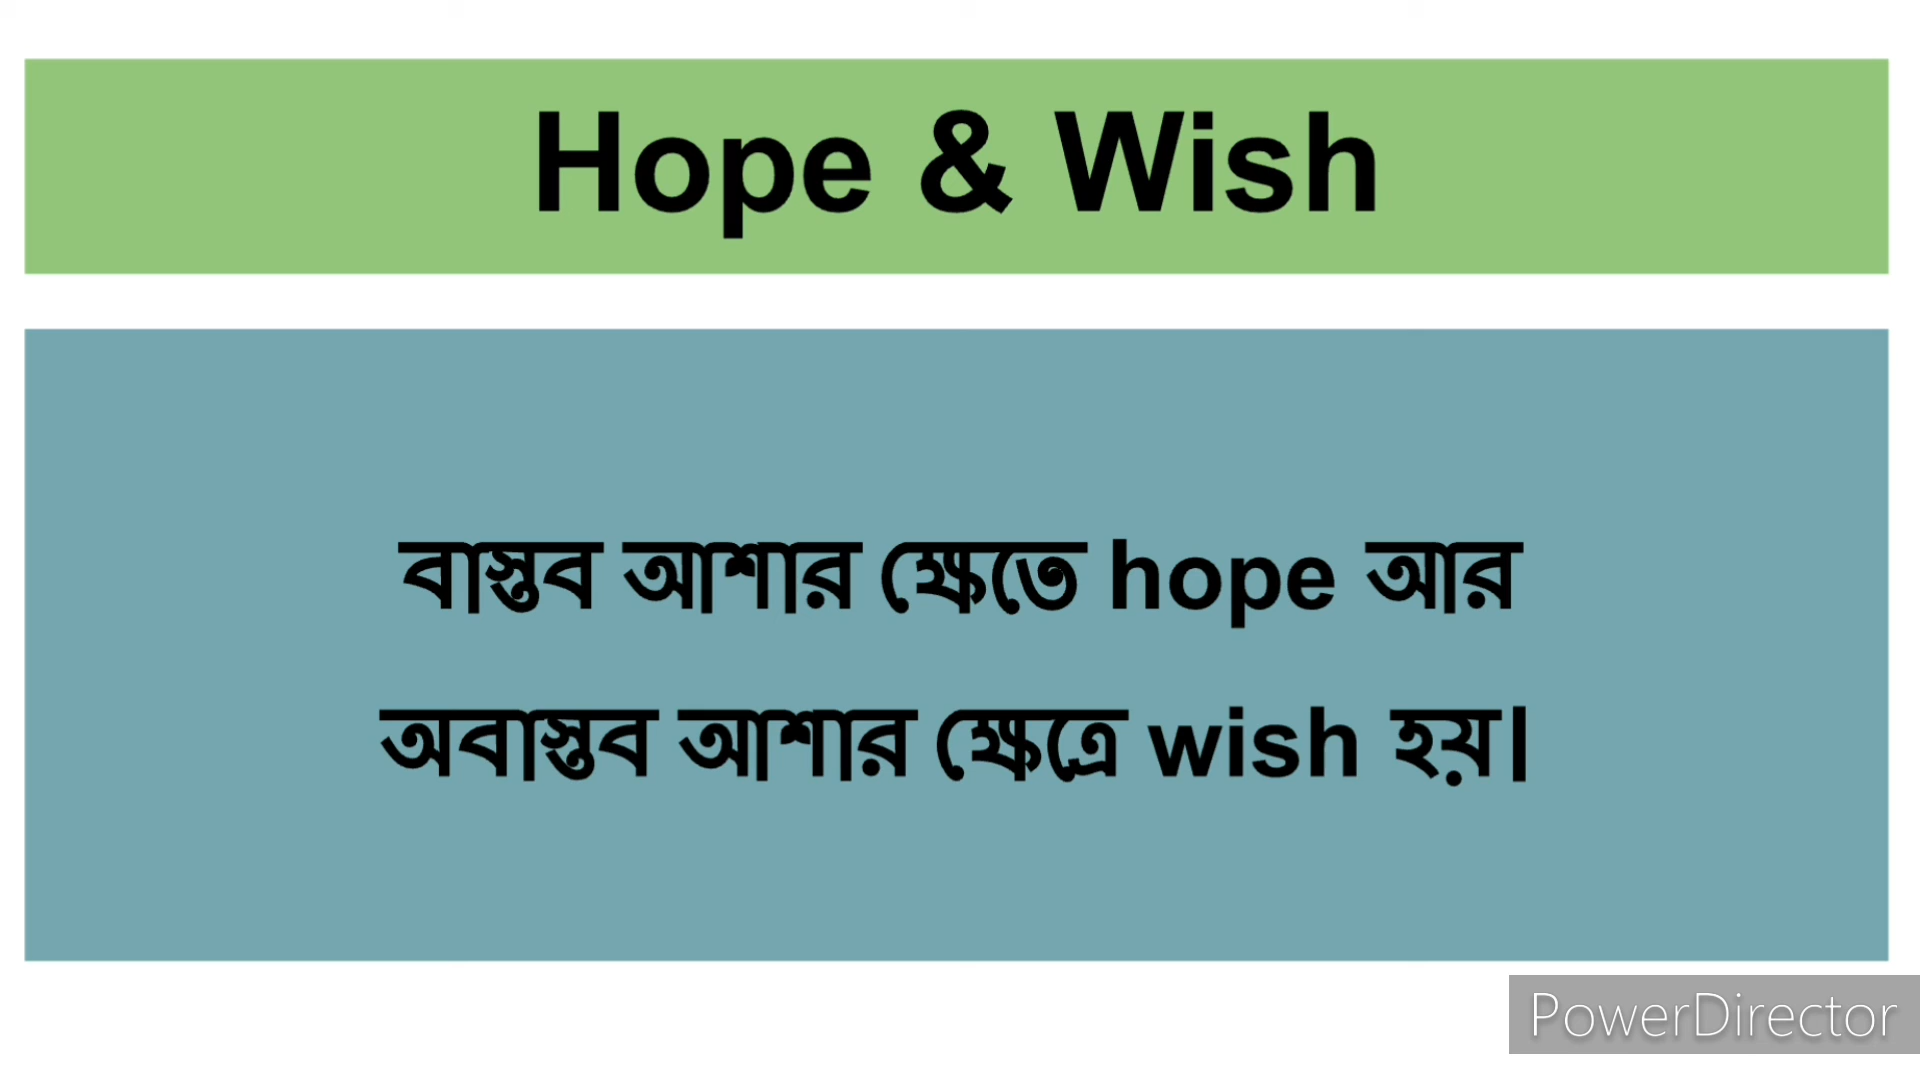 Hope & Wish
বাস্তব আশার ক্ষেতে hope আর
অবাস্তব আশার ক্ষেত্রে wish হয়।
PowerDirector